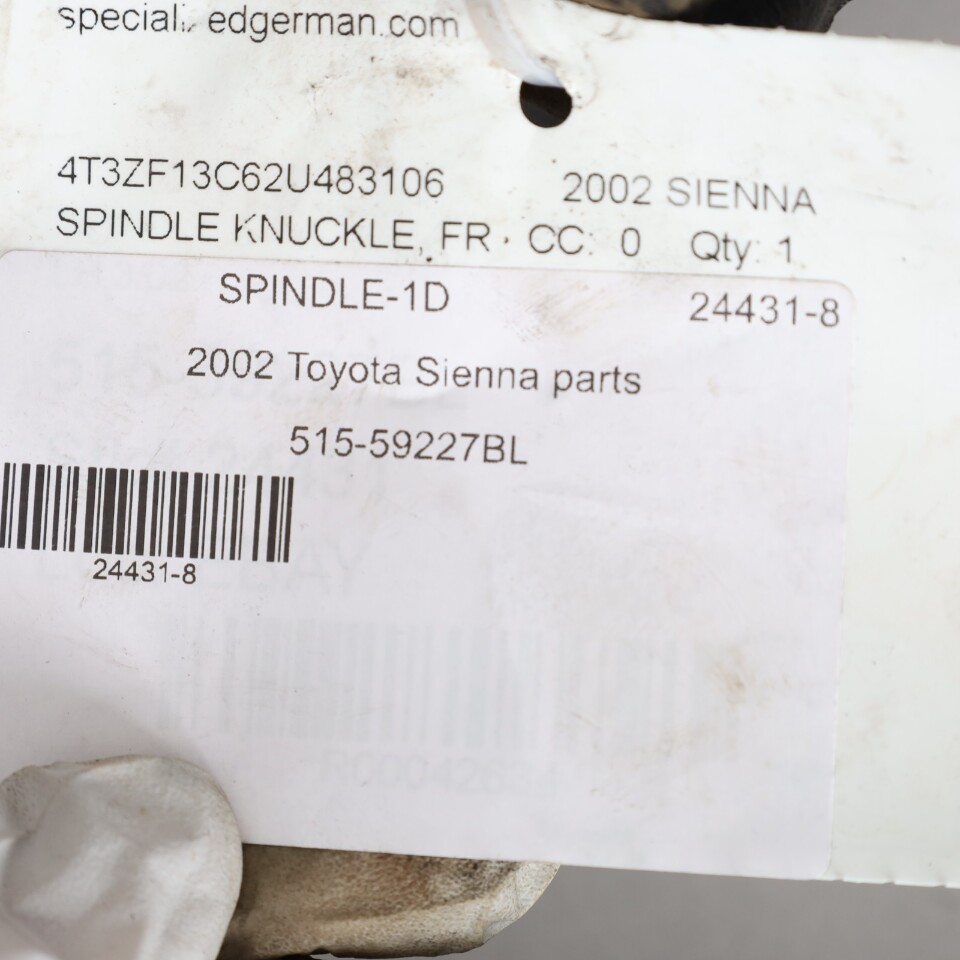 edgerman.com
4T3ZF13C62U483106 2002 SIENNA
SPINDLE KNUCKLE, FR · CC: 0 Qty: 1
SPINDLE-1D 24431-8
2002 Toyota Sienna parts
515-59227BL
24431-8